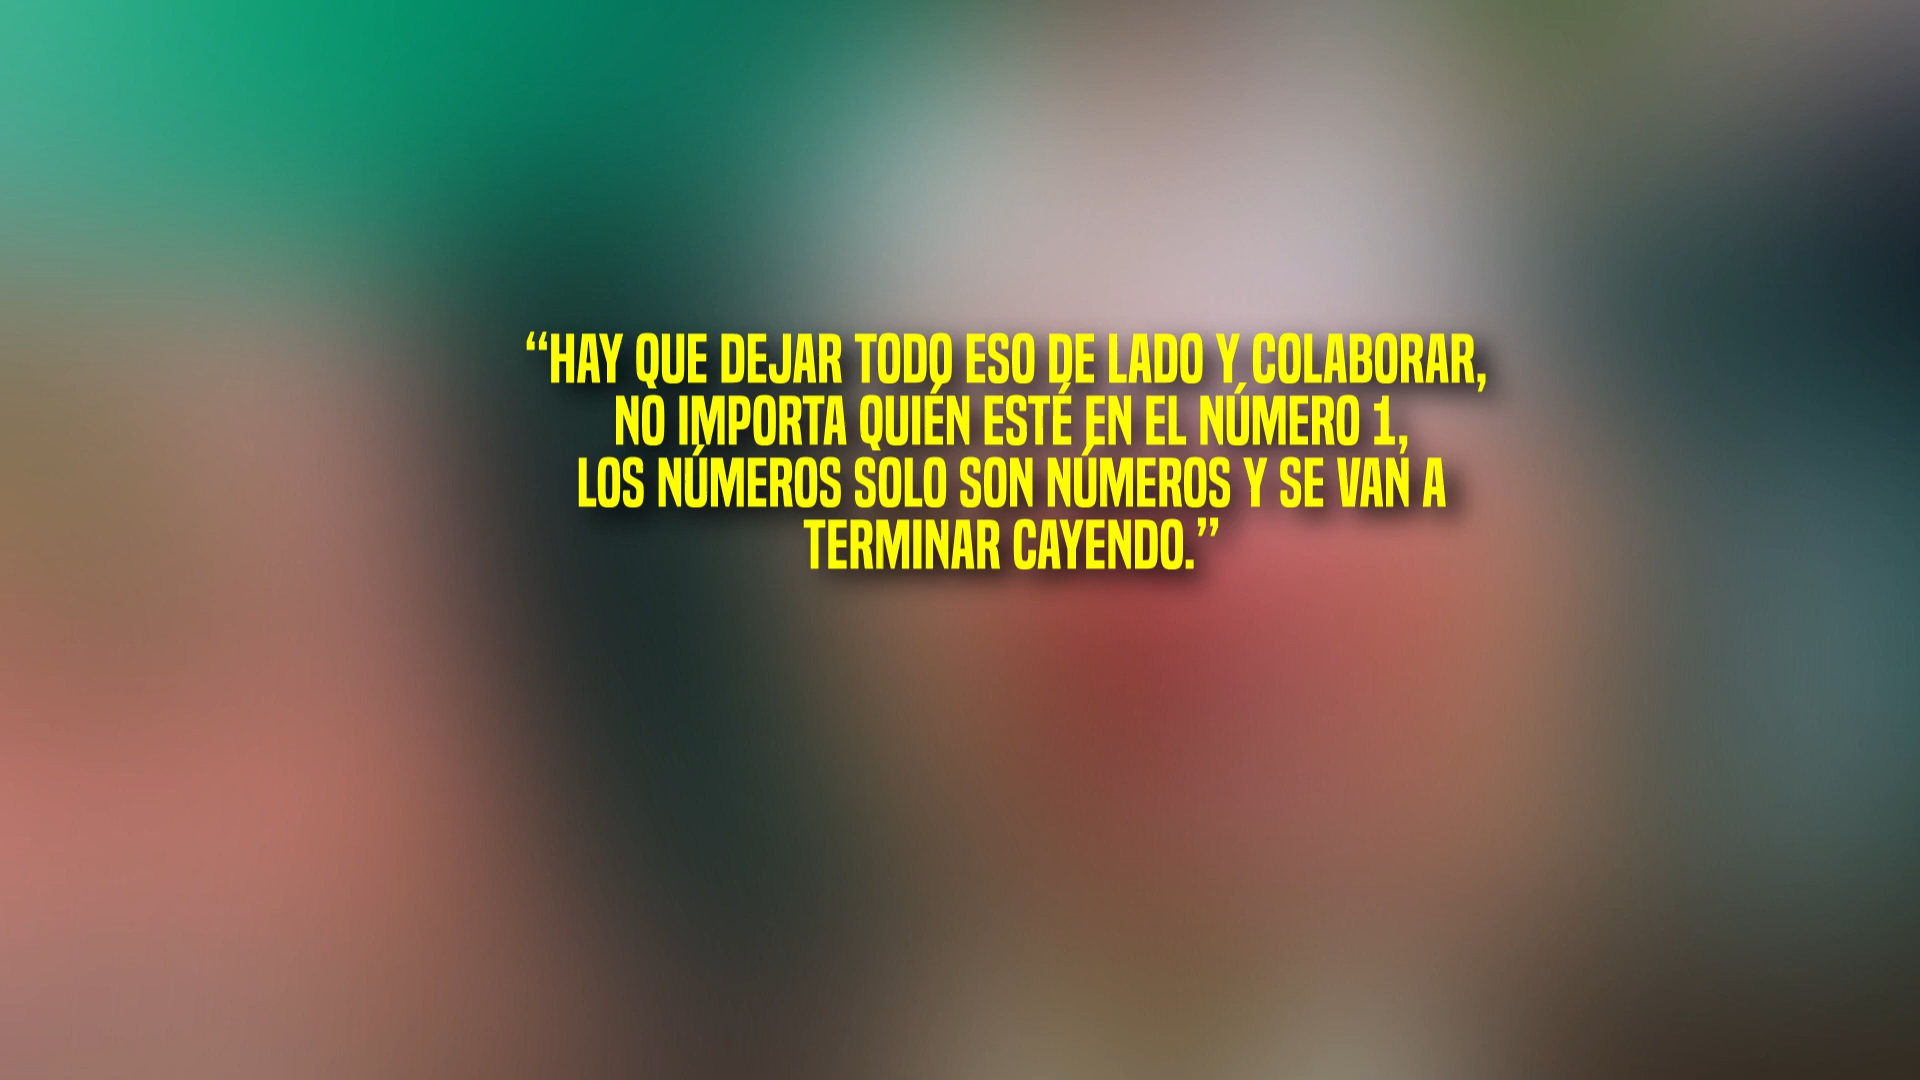 “HAY QUE DEJAR TODO ESO DE LADO Y COLABORAR,
NO IMPORTA QUIÉN ESTÉ EN EL NÚMERO 1,
LOS NÚMEROS SOLO SON NÚMEROS Y SE VAN A
TERMINAR CAYENDO.”